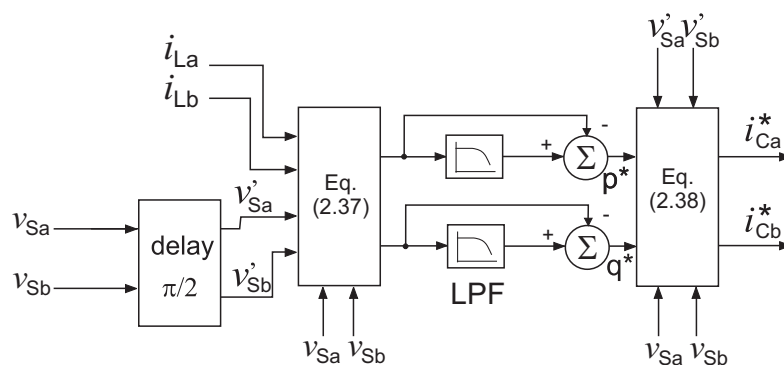 v'Sa v'Sb
iLa
iLb
i*Ca
- 
+
Σ
p*
Eq.
(2.37)
Eq.
(2.38)
v'Sa
vSa
delay
π/2
-
+
Σ
q*
i*Cb
vSb
v'Sb
LPF
vSa vSb
vSa vSb